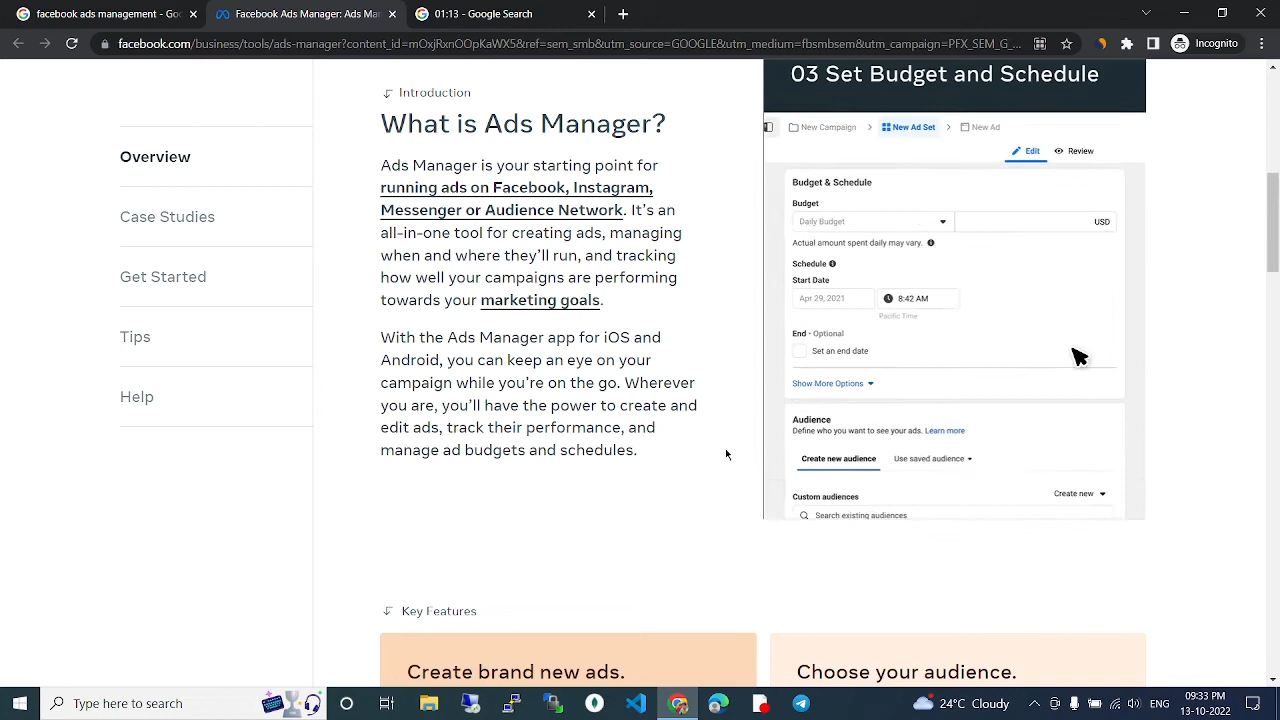 facebook ads management - Go
Facebook Ads Manager: Ads Ma
01:13 - Google Search
facebook.com/business/tools/ads-manager?content_id=mOxjRxnOOpLeWX5&ref=sem_smb&utm_source=GOOGLE&utm_medium=fbsmbsem&utm_campaign=PFX_SEM_G...
Incognito
Overview
Case Studies
Get Started
Tips
Help
Introduction
What is Ads Manager?
Ads Manager is your starting point for
running ads on Facebook, Instagram,
Messenger or Audience Network. It's an
all-in-one tool for creating ads, managing
when and where they'll run, and tracking
how well your campaigns are performing
towards your marketing goals.
With the Ads Manager app for iOS and
Android, you can keep an eye on your
campaign while you're on the go. Wherever
you are, you'll have the power to create and
edit ads, track their performance, and
manage ad budgets and schedules.
03 Set Budget and Schedule
New Campaign > New Ad Set > New Ad
Edit Review
Budget & Schedule
Budget
Daily Budget USD
Actual amount spent daily may vary.
Schedule
Start Date
Apr 29, 2021 8:42 AM
Pacific Time
End • Optional
Set an end date
Show More Options
Audience
Define who you want to see your ads. Learn more
Create new audience Use saved audience
Custom audiences Create new
Search existing audiences
Key Features
Create brand new ads.
Choose your audience.
Type here to search
24°C Cloudy
09:33 PM
13-10-2022